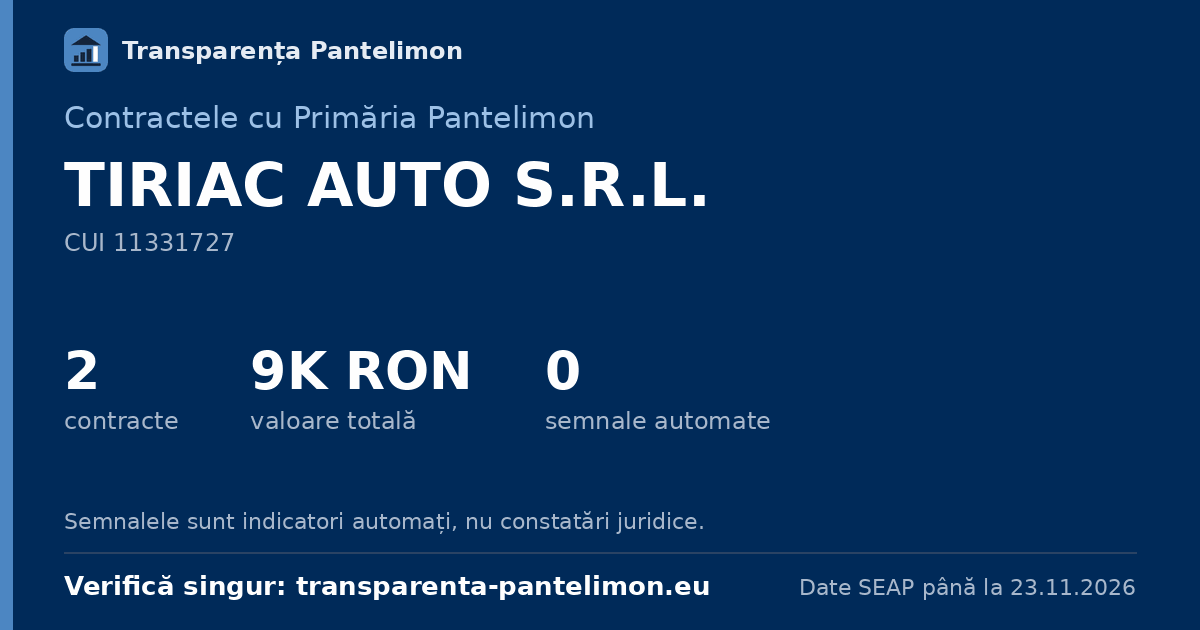 Transparența Pantelimon
Contractele cu Primăria Pantelimon
TIRIAC AUTO S.R.L.
CUI 11331727
2
contracte
9K RON
valoare totală
0
semnale automate
Semnalele sunt indicatori automați, nu constatări juridice.
Verifică singur: transparenta-pantelimon.eu
Date SEAP până la 23.11.2026